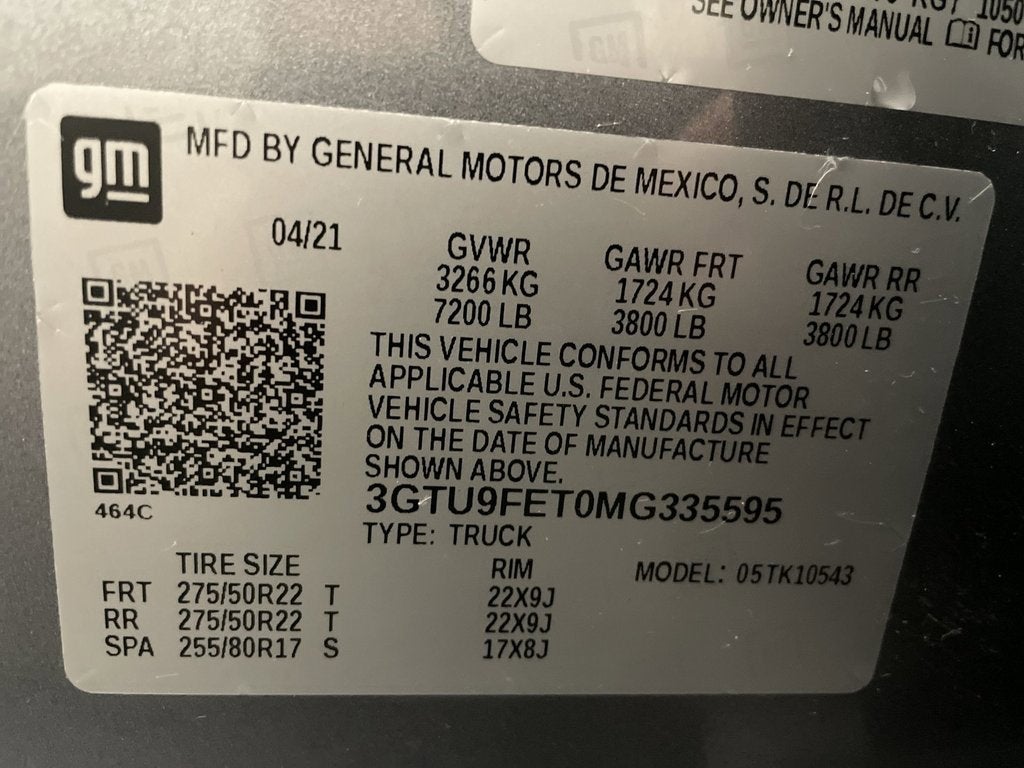 1050
SEE OWNER'S MANUAL FOR
gm
MFD BY GENERAL MOTORS DE MEXICO, S. DE R.L. DE C.V.
04/21 GVWR GAWR FRT GAWR RR
3266 KG 1724 KG 1724 KG
7200 LB 3800 LB 3800 LB
THIS VEHICLE CONFORMS TO ALL
APPLICABLE U.S. FEDERAL MOTOR
VEHICLE SAFETY STANDARDS IN EFFECT
ON THE DATE OF MANUFACTURE
SHOWN ABOVE.
464C
3GTU9FET0MG335595
TYPE: TRUCK
TIRE SIZE RIM MODEL: 05TK10543
FRT 275/50R22 T 22X9J
RR 275/50R22 T 22X9J
SPA 255/80R17 S 17X8J